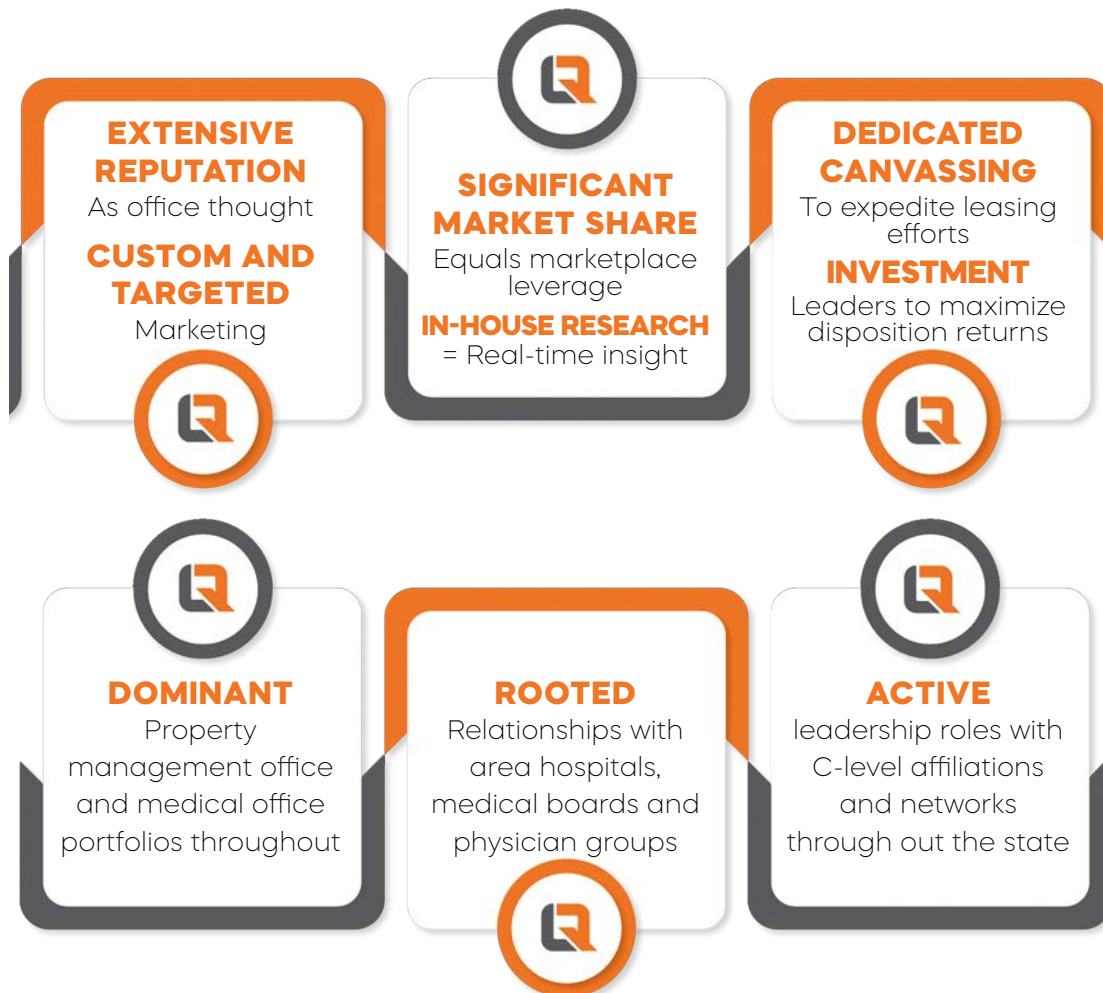 EXTENSIVE
REPUTATION
As office thought
CUSTOM AND
TARGETED
Marketing
SIGNIFICANT
MARKET SHARE
Equals marketplace
leverage
IN-HOUSE RESEARCH
= Real-time insight
DEDICATED
CANVASSING
To expedite leasing
efforts
INVESTMENT
Leaders to maximize
disposition returns
DOMINANT
Property
management office
and medical office
portfolios throughout
ROOTED
Relationships with
area hospitals,
medical boards and
physician groups
ACTIVE
leadership roles with
C-level affiliations
and networks
through out the state